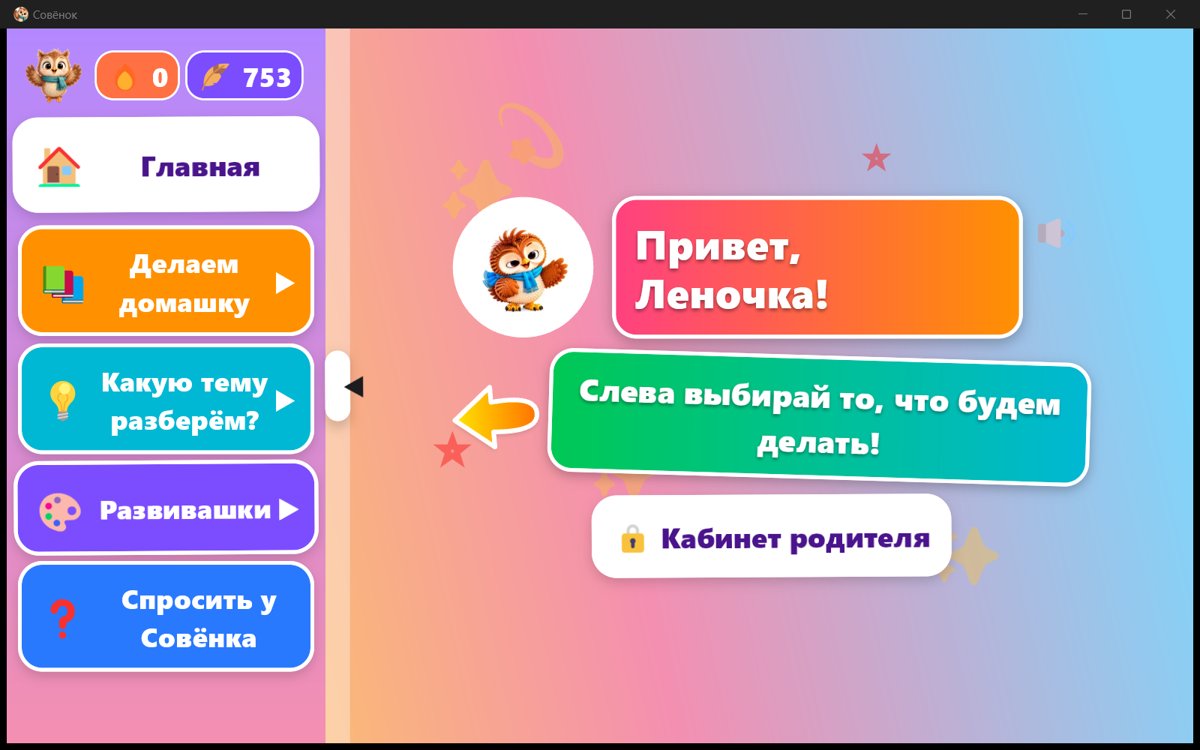 Совёнок
0
753
Главная
Делаем
домашку
Какую тему
разберём?
Развивашки
Спросить у
Совёнка
Привет,
Леночка!
Слева выбирай то, что будем
делать!
Кабинет родителя